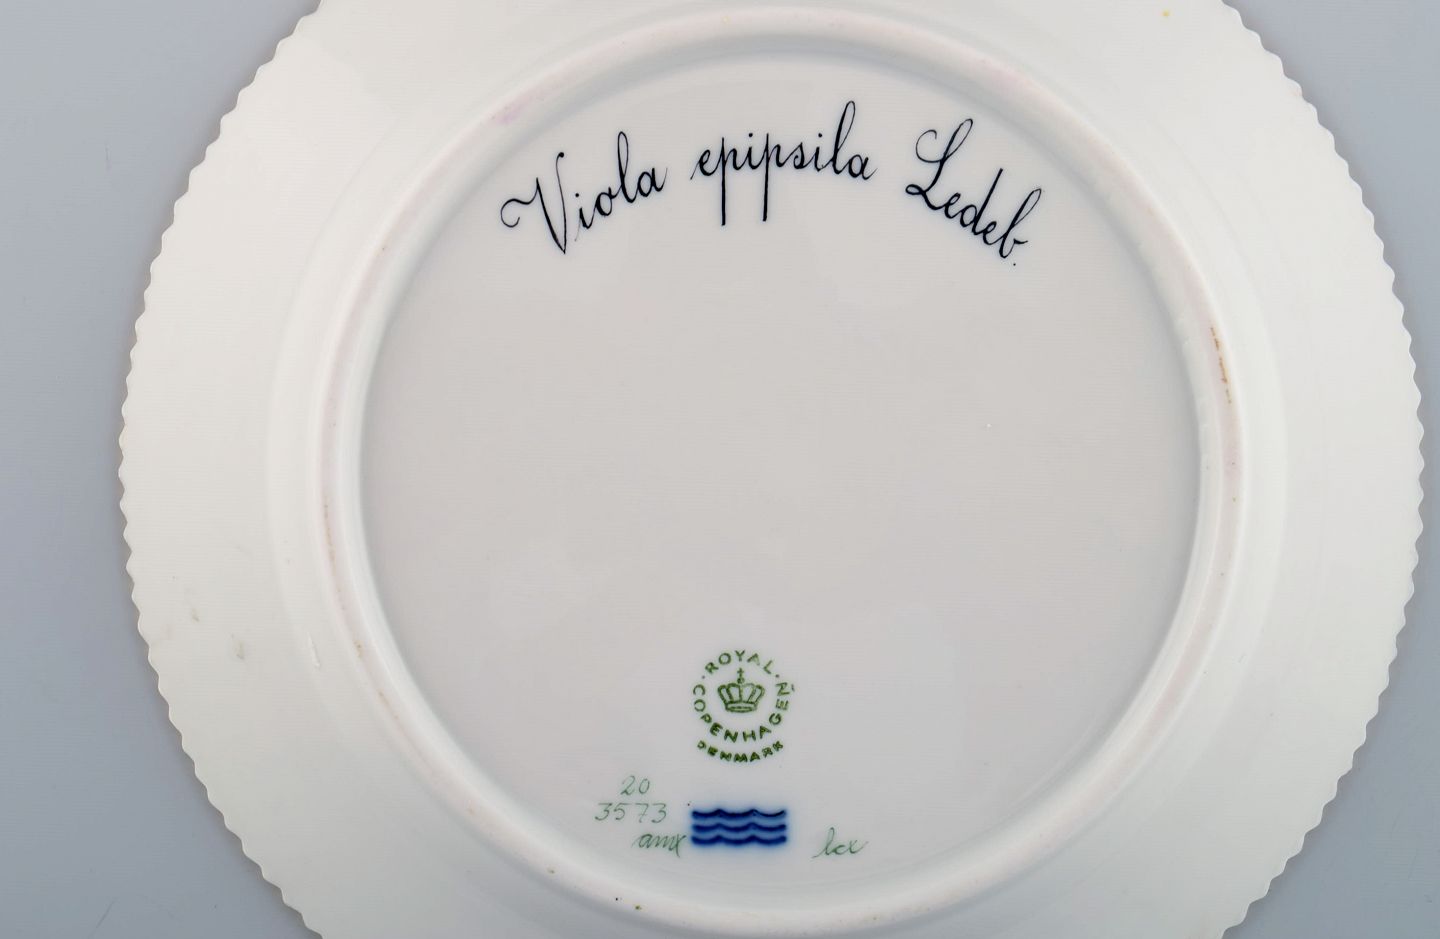 Viola epipsila Ledeb.
ROYAL COPENHAGEN
DENMARK
20
3573